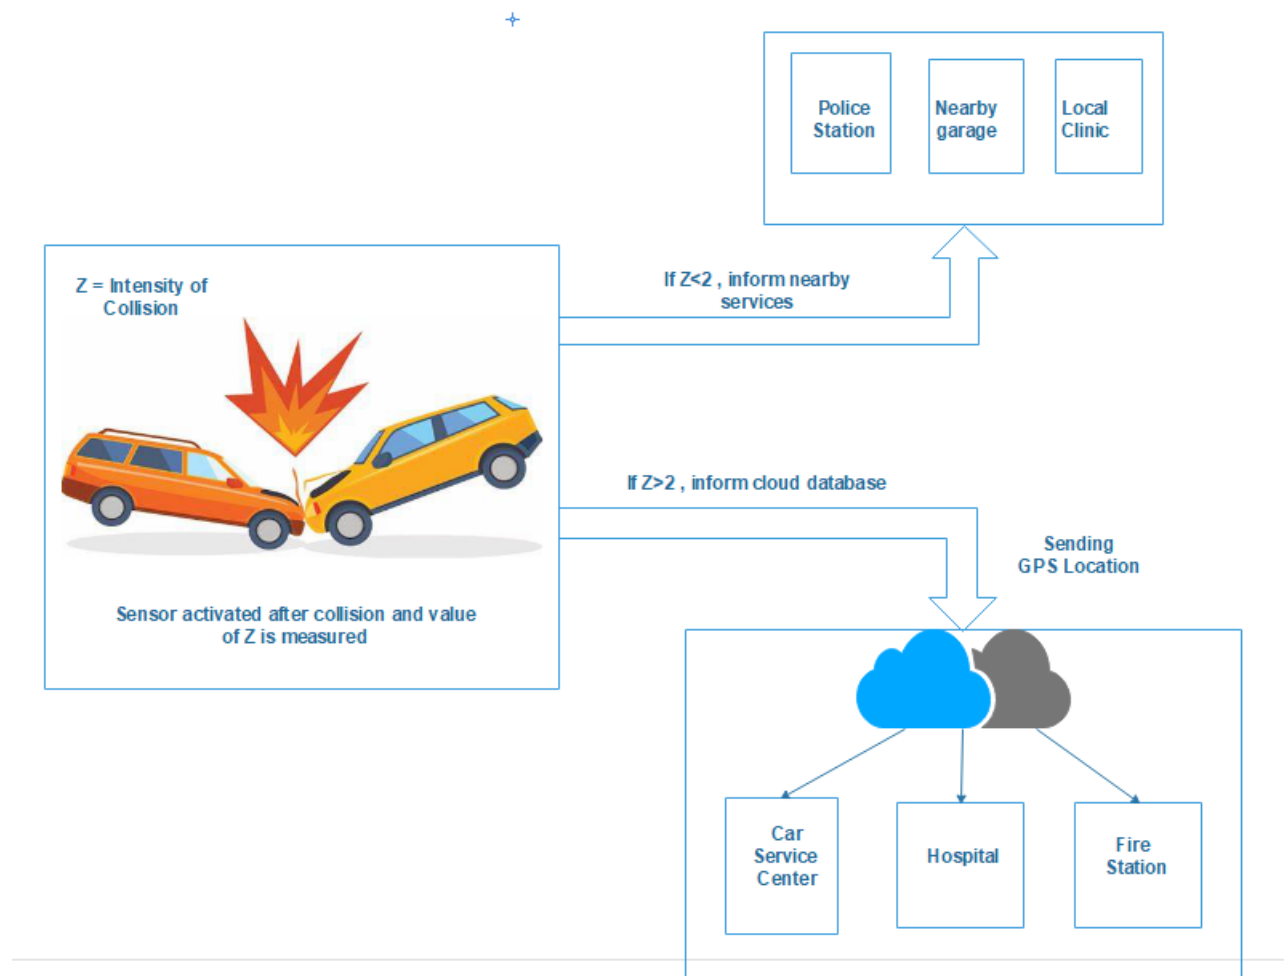 Police
Station
Nearby
garage
Local
Clinic
Z = Intensity of
Collision
If Z<2 , inform nearby
services
If Z>2 , inform cloud database
Sending
GPS Location
Sensor activated after collision and value
of Z is measured
Car
Service
Center
Hospital
Fire
Station